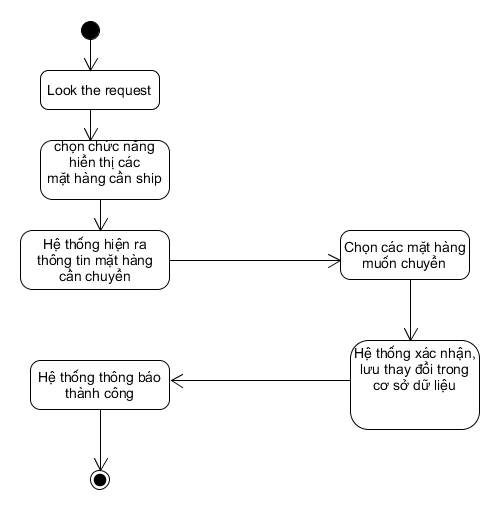 Look the request
chọn chức năng
hiển thị các
mặt hàng cần ship
Hệ thống hiện ra
thông tin mặt hàng
cần chuyển
Chọn các mặt hàng
muốn chuyển
Hệ thống xác nhận,
lưu thay đổi trong
cơ sở dữ liệu
Hệ thống thông báo
thành công